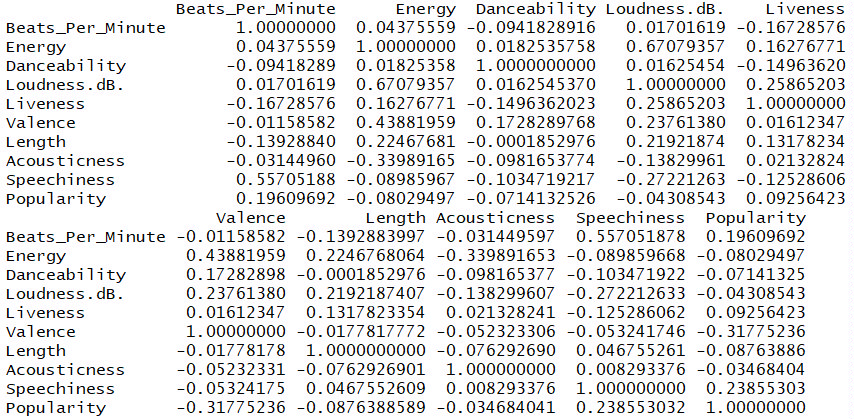 Beats_Per_Minute Energy Danceability Loudness.dB. Liveness
Beats_Per_Minute 1.00000000 0.04375559 -0.0941828916 0.01701619 -0.16728576
Energy 0.04375559 1.00000000 0.0182535758 0.67079357 0.16276771
Danceability -0.09418289 0.01825358 1.0000000000 0.01625454 -0.14963620
Loudness.dB. 0.01701619 0.67079357 0.0162545370 1.00000000 0.25865203
Liveness -0.16728576 0.16276771 -0.1496362023 0.25865203 1.00000000
Valence -0.01158582 0.43881959 0.1728289768 0.23761380 0.01612347
Length -0.13928840 0.22467681 -0.0001852976 0.21921874 0.13178234
Acousticness -0.03144960 -0.33989165 -0.0981653774 -0.13829961 0.02132824
Speechiness 0.55705188 -0.08985967 -0.1034719217 -0.27221263 -0.12528606
Popularity 0.19609692 -0.08029497 -0.0714132526 -0.04308543 0.09256423
Valence Length Acousticness Speechiness Popularity
Beats_Per_Minute -0.01158582 -0.1392883997 -0.031449597 0.557051878 0.19609692
Energy 0.43881959 0.2246768064 -0.339891653 -0.089859668 -0.08029497
Danceability 0.17282898 -0.0001852976 -0.098165377 -0.103471922 -0.07141325
Loudness.dB. 0.23761380 0.2192187407 -0.138299607 -0.272212633 -0.04308543
Liveness 0.01612347 0.1317823354 0.021328241 -0.125286062 0.09256423
Valence 1.00000000 -0.0177817772 -0.052323306 -0.053241746 -0.31775236
Length -0.01778178 1.0000000000 -0.076292690 0.046755261 -0.08763886
Acousticness -0.05232331 -0.0762926901 1.000000000 0.008293376 -0.03468404
Speechiness -0.05324175 0.0467552609 0.008293376 1.000000000 0.23855303
Popularity -0.31775236 -0.0876388589 -0.034684041 0.238553032 1.00000000